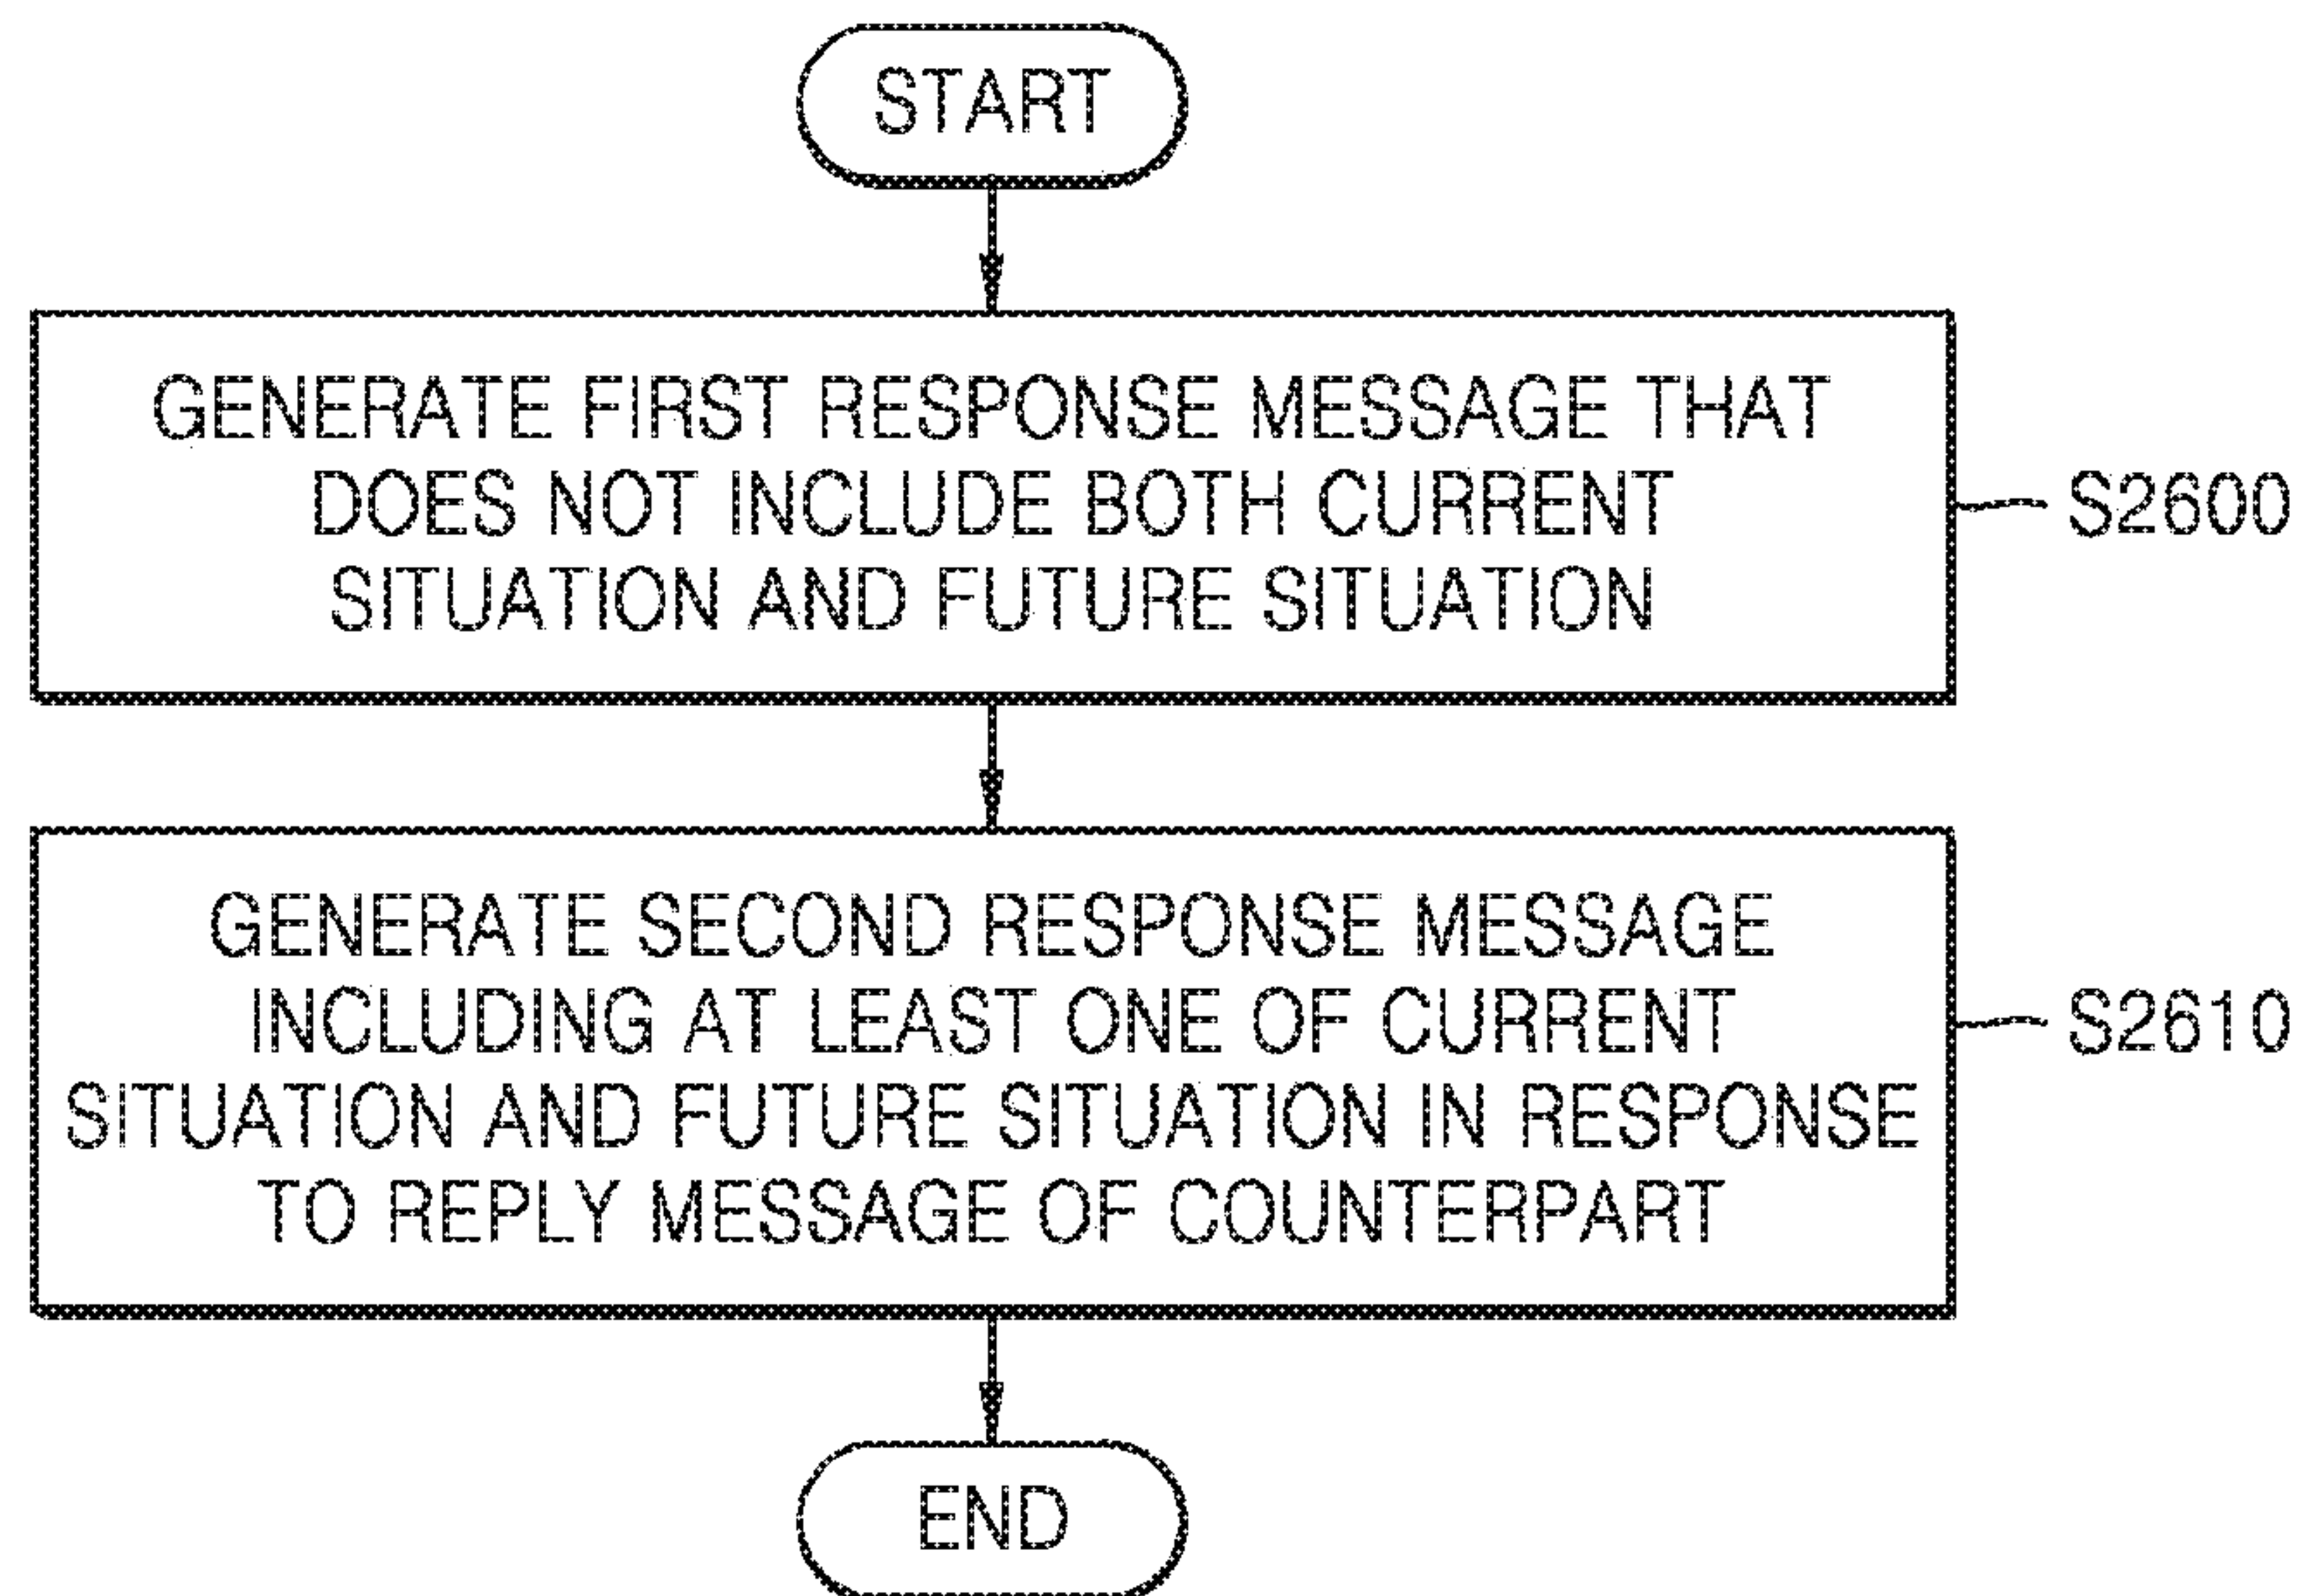 START
GENERATE FIRST RESPONSE MESSAGE THAT
DOES NOT INCLUDE BOTH CURRENT
SITUATION AND FUTURE SITUATION
S2600
GENERATE SECOND RESPONSE MESSAGE
INCLUDING AT LEAST ONE OF CURRENT
SITUATION AND FUTURE SITUATION IN RESPONSE
TO REPLY MESSAGE OF COUNTERPART
S2610
END